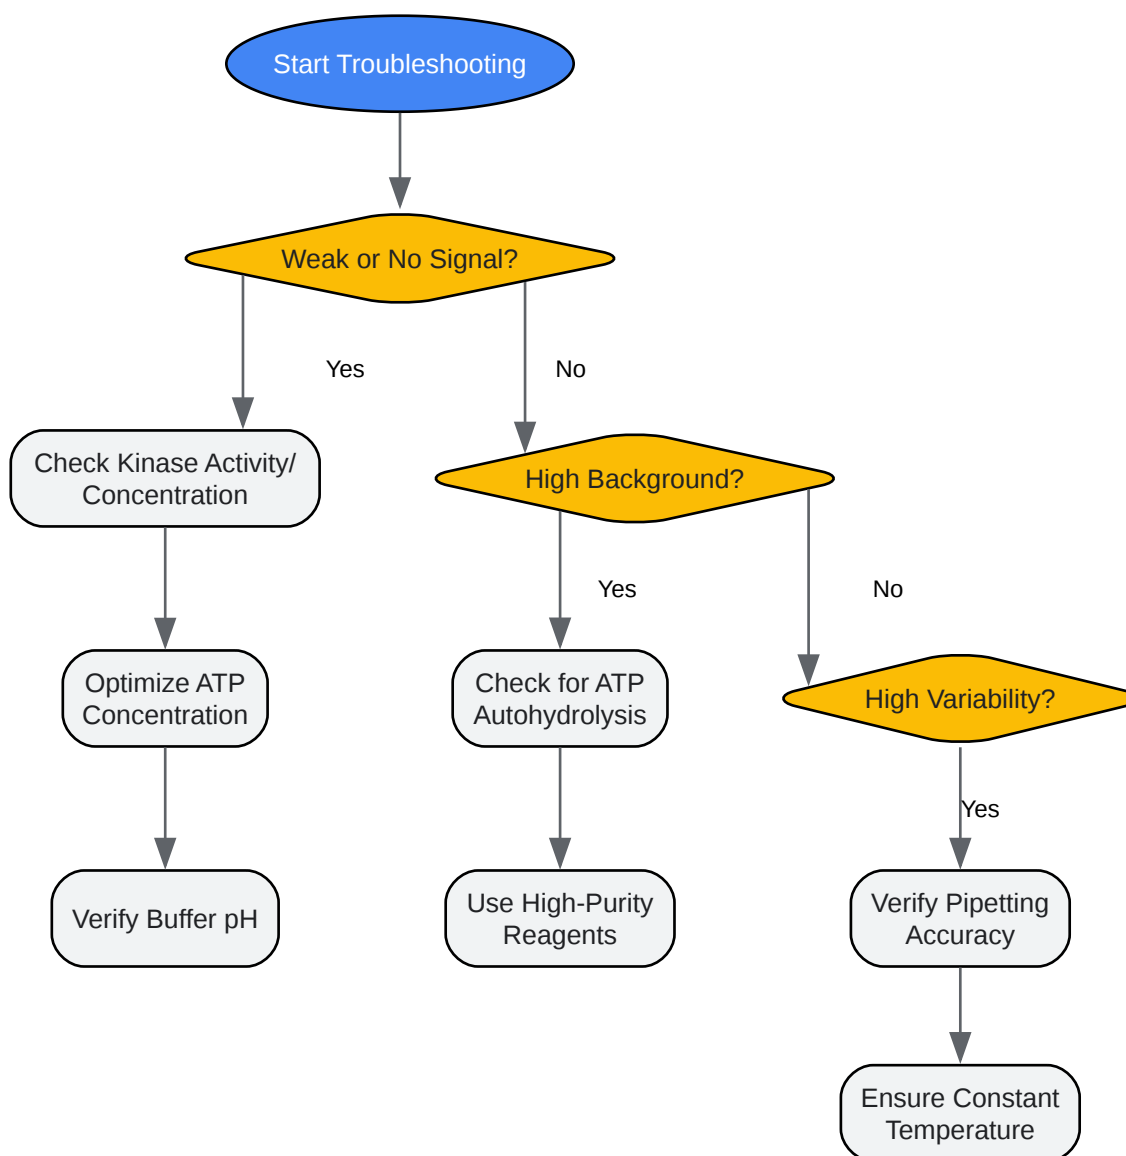 Start Troubleshooting
Weak or No Signal?
Yes
No
Check Kinase Activity/
Concentration
High Background?
Yes
No
Optimize ATP
Concentration
Check for ATP
Autohydrolysis
High Variability?
Yes
Verify Buffer pH
Use High-Purity
Reagents
Verify Pipetting
Accuracy
Ensure Constant
Temperature